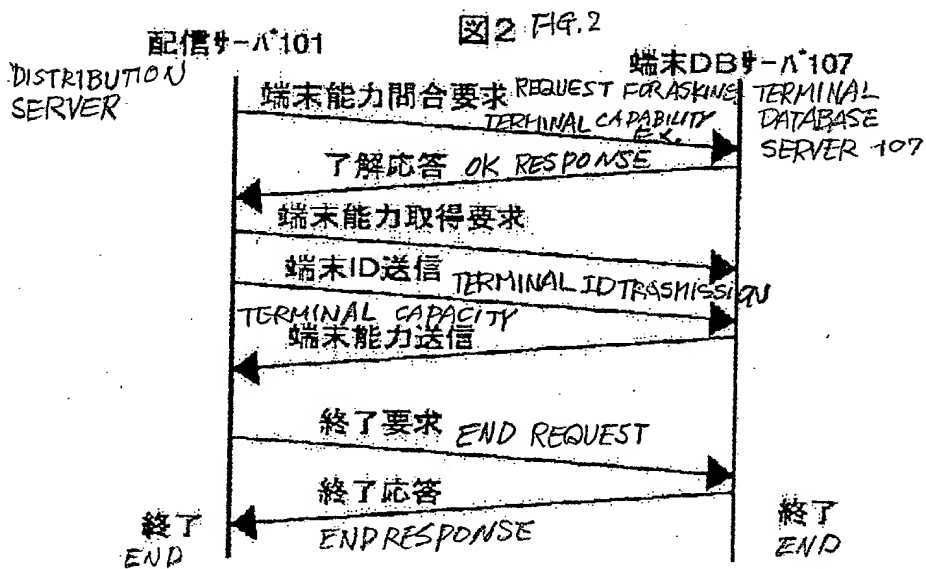 図2 FIG.2
配信サーバ101
DISTRIBUTION
SERVER
端末DBサーバ107
TERMINAL
DATABASE
SERVER 107
端末能力問合要求 REQUEST FOR ASKING
TERMINAL CAPABILITY
EX.
了解応答 OK RESPONSE
端末能力取得要求
端末ID送信 TERMINAL ID TRASMISSION
TERMINAL CAPACITY
端末能力送信
終了要求 END REQUEST
終了応答
END RESPONSE
終了
END
終了
END